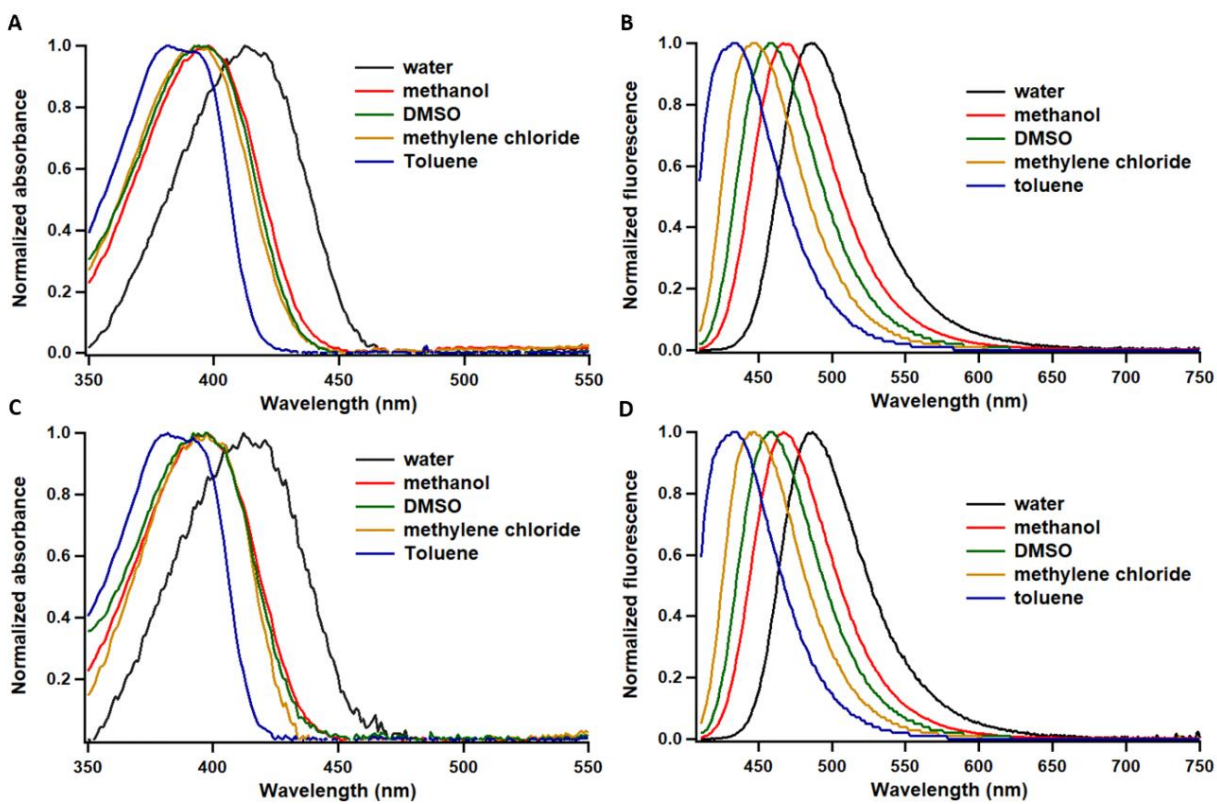 A
Normalized absorbance
1.0
0.8
0.6
0.4
0.2
0.0
water
methanol
DMSO
methylene chloride
Toluene
350
400
450
500
550
Wavelength (nm)
B
Normalized fluorescence
1.0
0.8
0.6
0.4
0.2
0.0
water
methanol
DMSO
methylene chloride
toluene
450
500
550
600
650
700
750
Wavelength (nm)
C
Normalized absorbance
1.0
0.8
0.6
0.4
0.2
water
methanol
DMSO
methylene chloride
Toluene
350
400
450
500
550
Wavelength (nm)
D
Normalized fluorescence
1.0
0.8
0.6
0.4
0.2
0.0
water
methanol
DMSO
methylene chloride
toluene
450
500
550
600
650
700
750
Wavelength (nm)